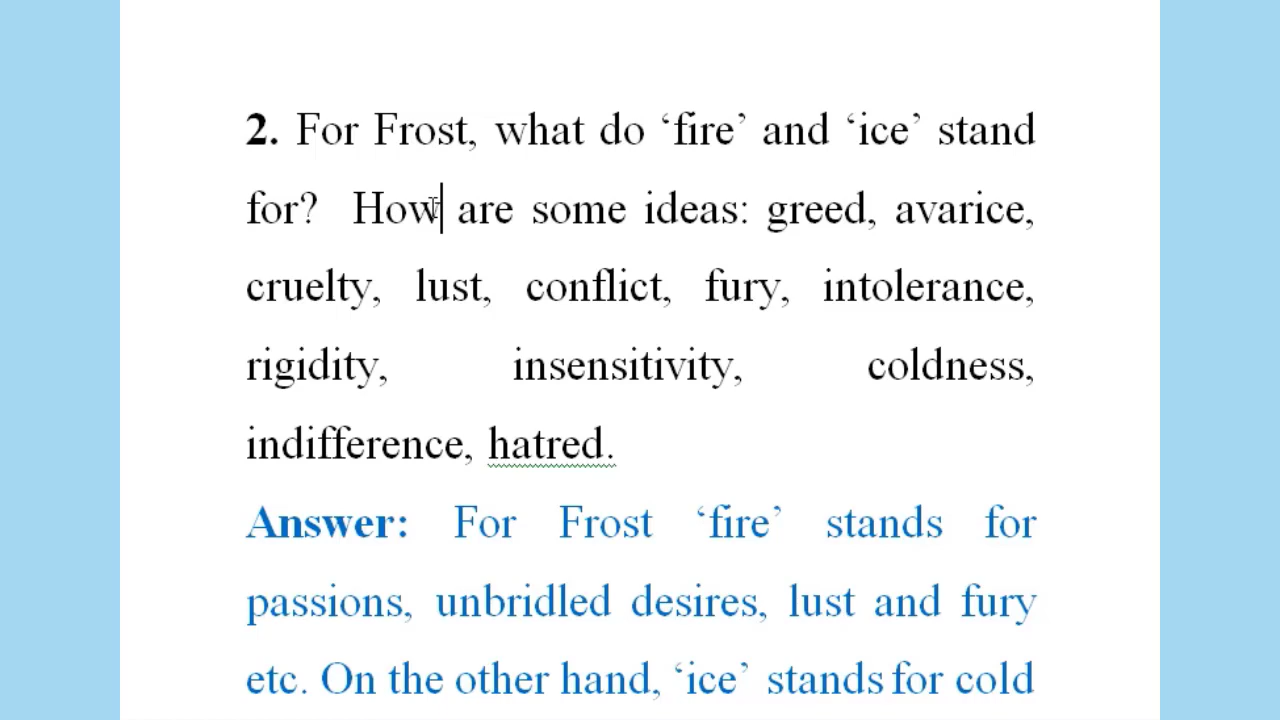 2. For Frost, what do ‘fire’ and ‘ice’ stand
for? How are some ideas: greed, avarice,
cruelty, lust, conflict, fury, intolerance,
rigidity, insensitivity, coldness,
indifference, hatred.
Answer: For Frost ‘fire’ stands for
passions, unbridled desires, lust and fury
etc. On the other hand, ‘ice’ stands for cold